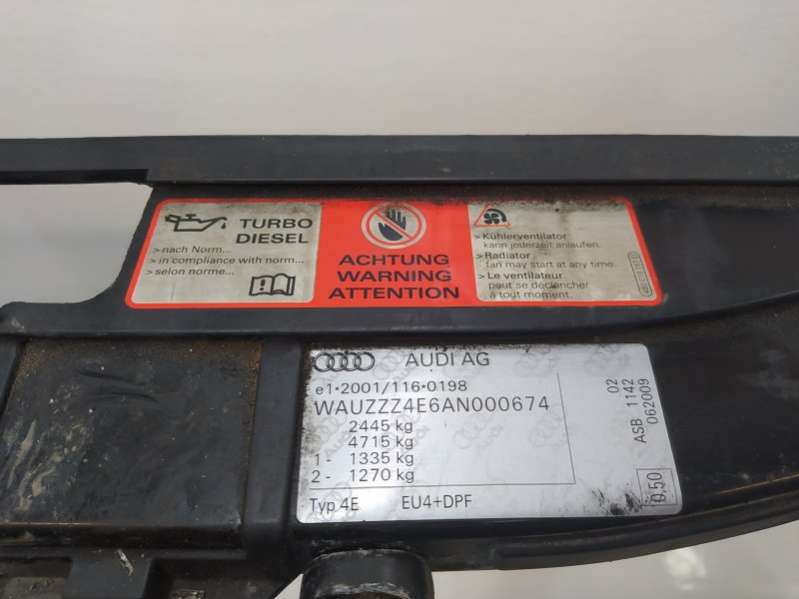 TURBO
DIESEL
> nach Norm...
> in compliance with norm...
> selon norme...
ACHTUNG
WARNING
ATTENTION
> Kühlerventilator
kann jederzeit anlaufen.
> Radiator
fan may start at any time.
> Le ventilateur
peut se déclencher
à tout moment.
AUDI AG
e1*2001/116*0198
WAUZZZ4E6AN000674
2445 kg
4715 kg
1 - 1335 kg
2 - 1270 kg
Typ 4E EU4+DPF
02
ASB 1142
062009
0.50